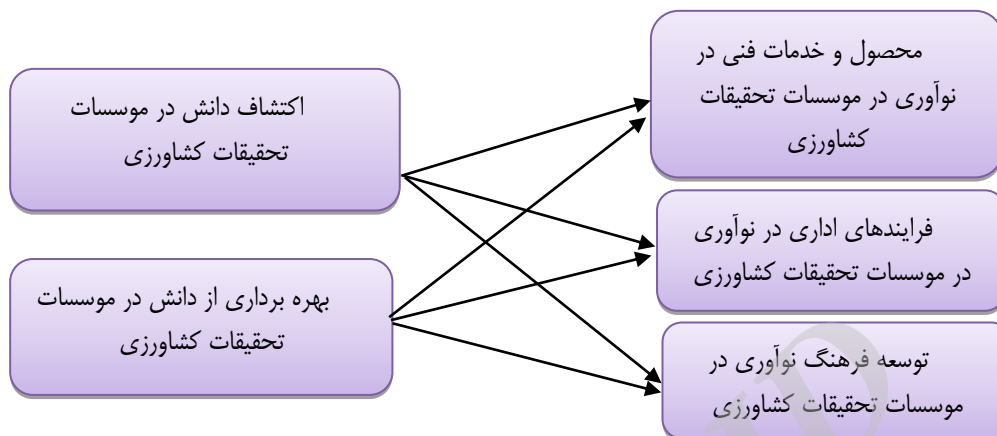 اکتشاف دانش در موسسات
تحقیقات کشاورزی
بهره برداری از دانش در موسسات
تحقیقات کشاورزی
محصول و خدمات فنی در
نوآوری در موسسات تحقیقات
کشاورزی
فرایندهای اداری در نوآوری
در موسسات تحقیقات کشاورزی
توسعه فرهنگ نوآوری در
موسسات تحقیقات کشاورزی